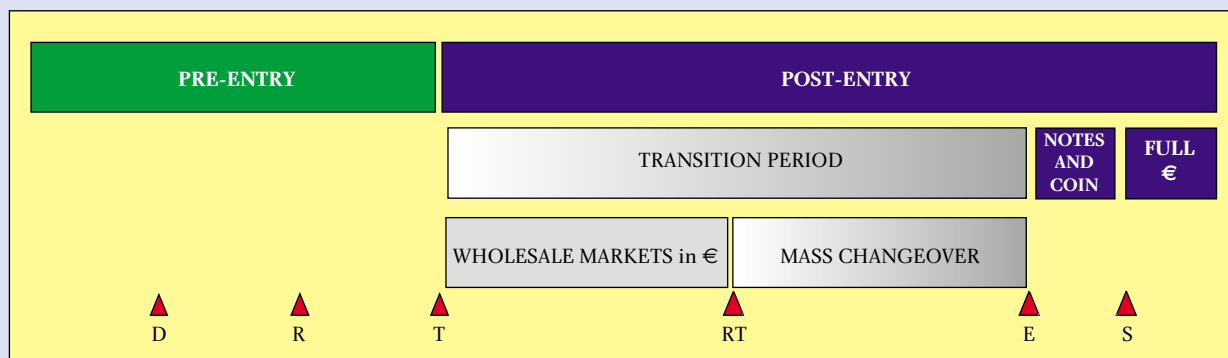 PRE-ENTRY
POST-ENTRY
TRANSITION PERIOD
NOTES
AND
COIN
FULL
€
WHOLESALE MARKETS in €
MASS CHANGEOVER
D
R
T
RT
E
S